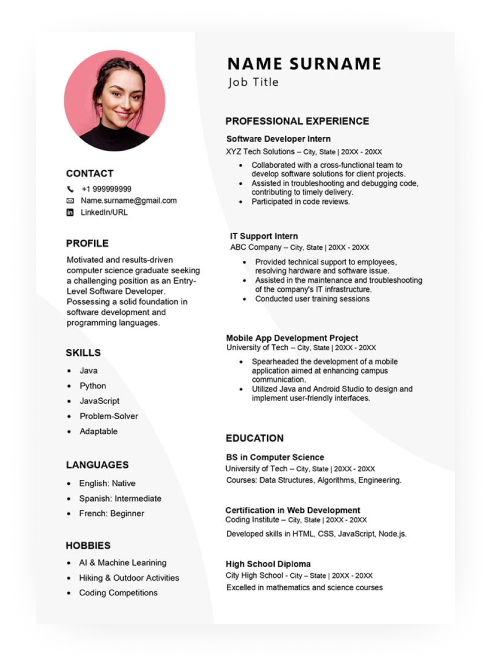 NAME SURNAME
Job Title
CONTACT
+1 999999999
Name.surname@gmail.com
LinkedIn/URL
PROFILE
Motivated and results-driven
computer science graduate seeking
a challenging position as an Entry-
Level Software Developer.
Possessing a solid foundation in
software development and
programming languages.
SKILLS
• Java
• Python
• JavaScript
• Problem-Solver
• Adaptable
LANGUAGES
• English: Native
• Spanish: Intermediate
• French: Beginner
HOBBIES
• AI & Machine Learining
• Hiking & Outdoor Activities
• Coding Competitions
PROFESSIONAL EXPERIENCE
Software Developer Intern
XYZ Tech Solutions – City, State | 20XX - 20XX
• Collaborated with a cross-functional team to
develop software solutions for client projects.
• Assisted in troubleshooting and debugging code,
contributing to timely delivery.
• Participated in code reviews.
IT Support Intern
ABC Company – City, State | 20XX - 20XX
• Provided technical support to employees,
resolving hardware and software issue.
• Assisted in the maintenance and troubleshooting
of the company's IT infrastructure.
• Conducted user training sessions
Mobile App Development Project
University of Tech – City, State | 20XX - 20XX
• Spearheaded the development of a mobile
application aimed at enhancing campus
communication.
• Utilized Java and Android Studio to design and
implement user-friendly interfaces.
EDUCATION
BS in Computer Science
University of Tech – City, State | 20XX - 20XX
Courses: Data Structures, Algorithms, Engineering.
Certification in Web Development
Coding Institute – City, State | 20XX - 20XX
Developed skills in HTML, CSS, JavaScript, Node.js.
High School Diploma
City High School - City – State | 20XX - 20XX
Excelled in mathematics and science courses